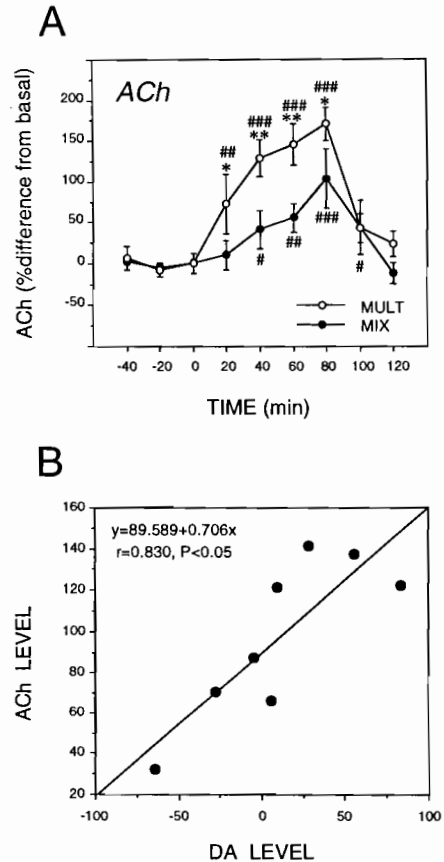 A
ACh
ACh (%difference from basal)
200
150
100
50
0
-50
##
*
###
**
###
**
###
*
#
##
###
#
MULT
MIX
-40 -20 0 20 40 60 80 100 120
TIME (min)
B
y=89.589+0.706x
r=0.830, P<0.05
ACh LEVEL
160
140
120
100
80
60
40
20
-100 -50 0 50 100
DA LEVEL